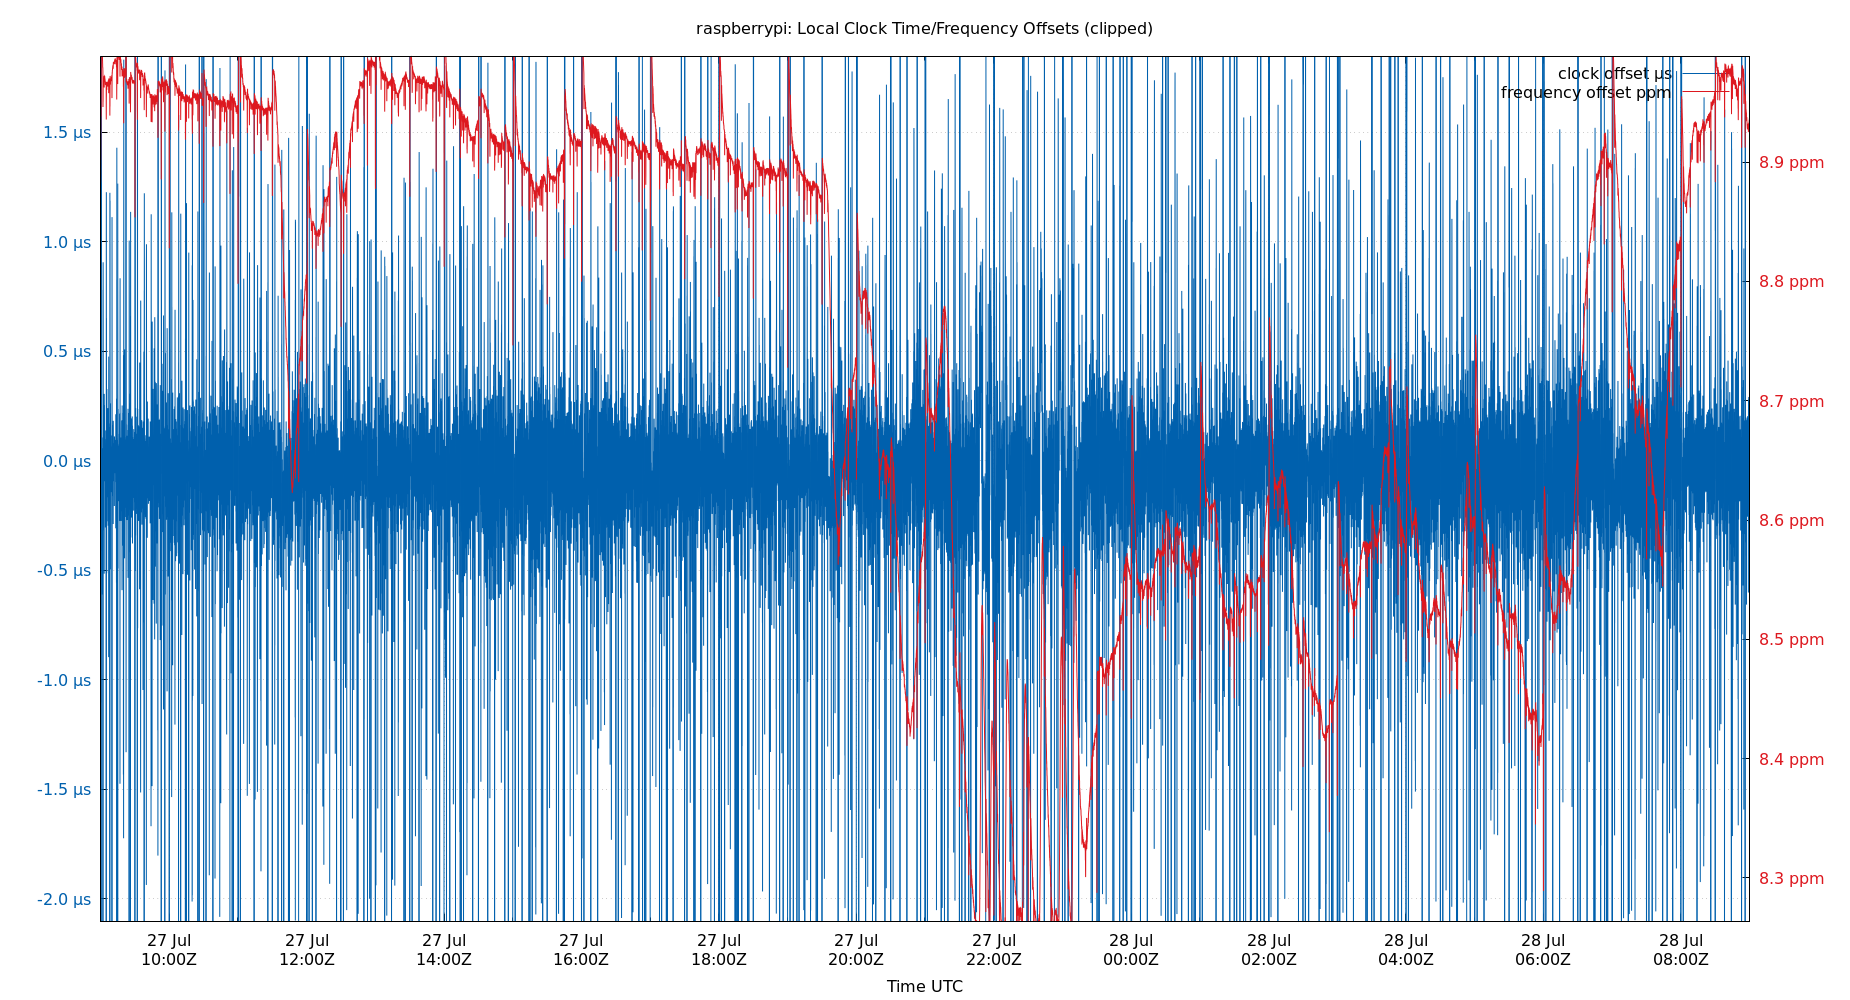 raspberrypi: Local Clock Time/Frequency Offsets (clipped)
clock offset µs
frequency offset ppm
1.5 µs
1.0 µs
0.5 µs
0.0 µs
-0.5 µs
-1.0 µs
-1.5 µs
-2.0 µs
8.9 ppm
8.8 ppm
8.7 ppm
8.6 ppm
8.5 ppm
8.4 ppm
8.3 ppm
27 Jul 27 Jul 27 Jul 27 Jul 27 Jul 27 Jul 27 Jul 28 Jul 28 Jul 28 Jul 28 Jul 28 Jul
10:00Z 12:00Z 14:00Z 16:00Z 18:00Z 20:00Z 22:00Z 00:00Z 02:00Z 04:00Z 06:00Z 08:00Z
Time UTC